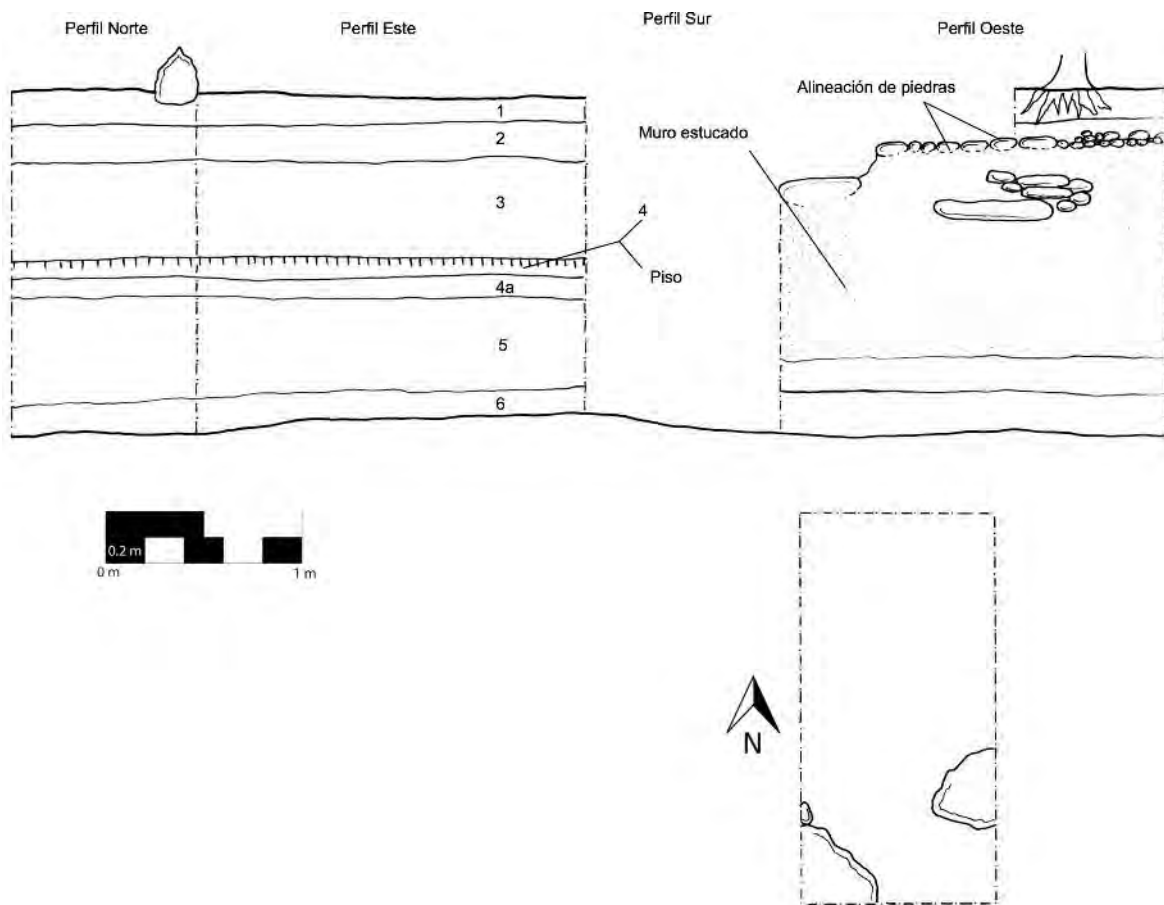 Perfil Norte
Perfil Este
Perfil Sur
Perfil Oeste
1
2
3
4
Piso
4a
5
6
Alineación de piedras
Muro estucado
0.2 m
0 m
1 m
N